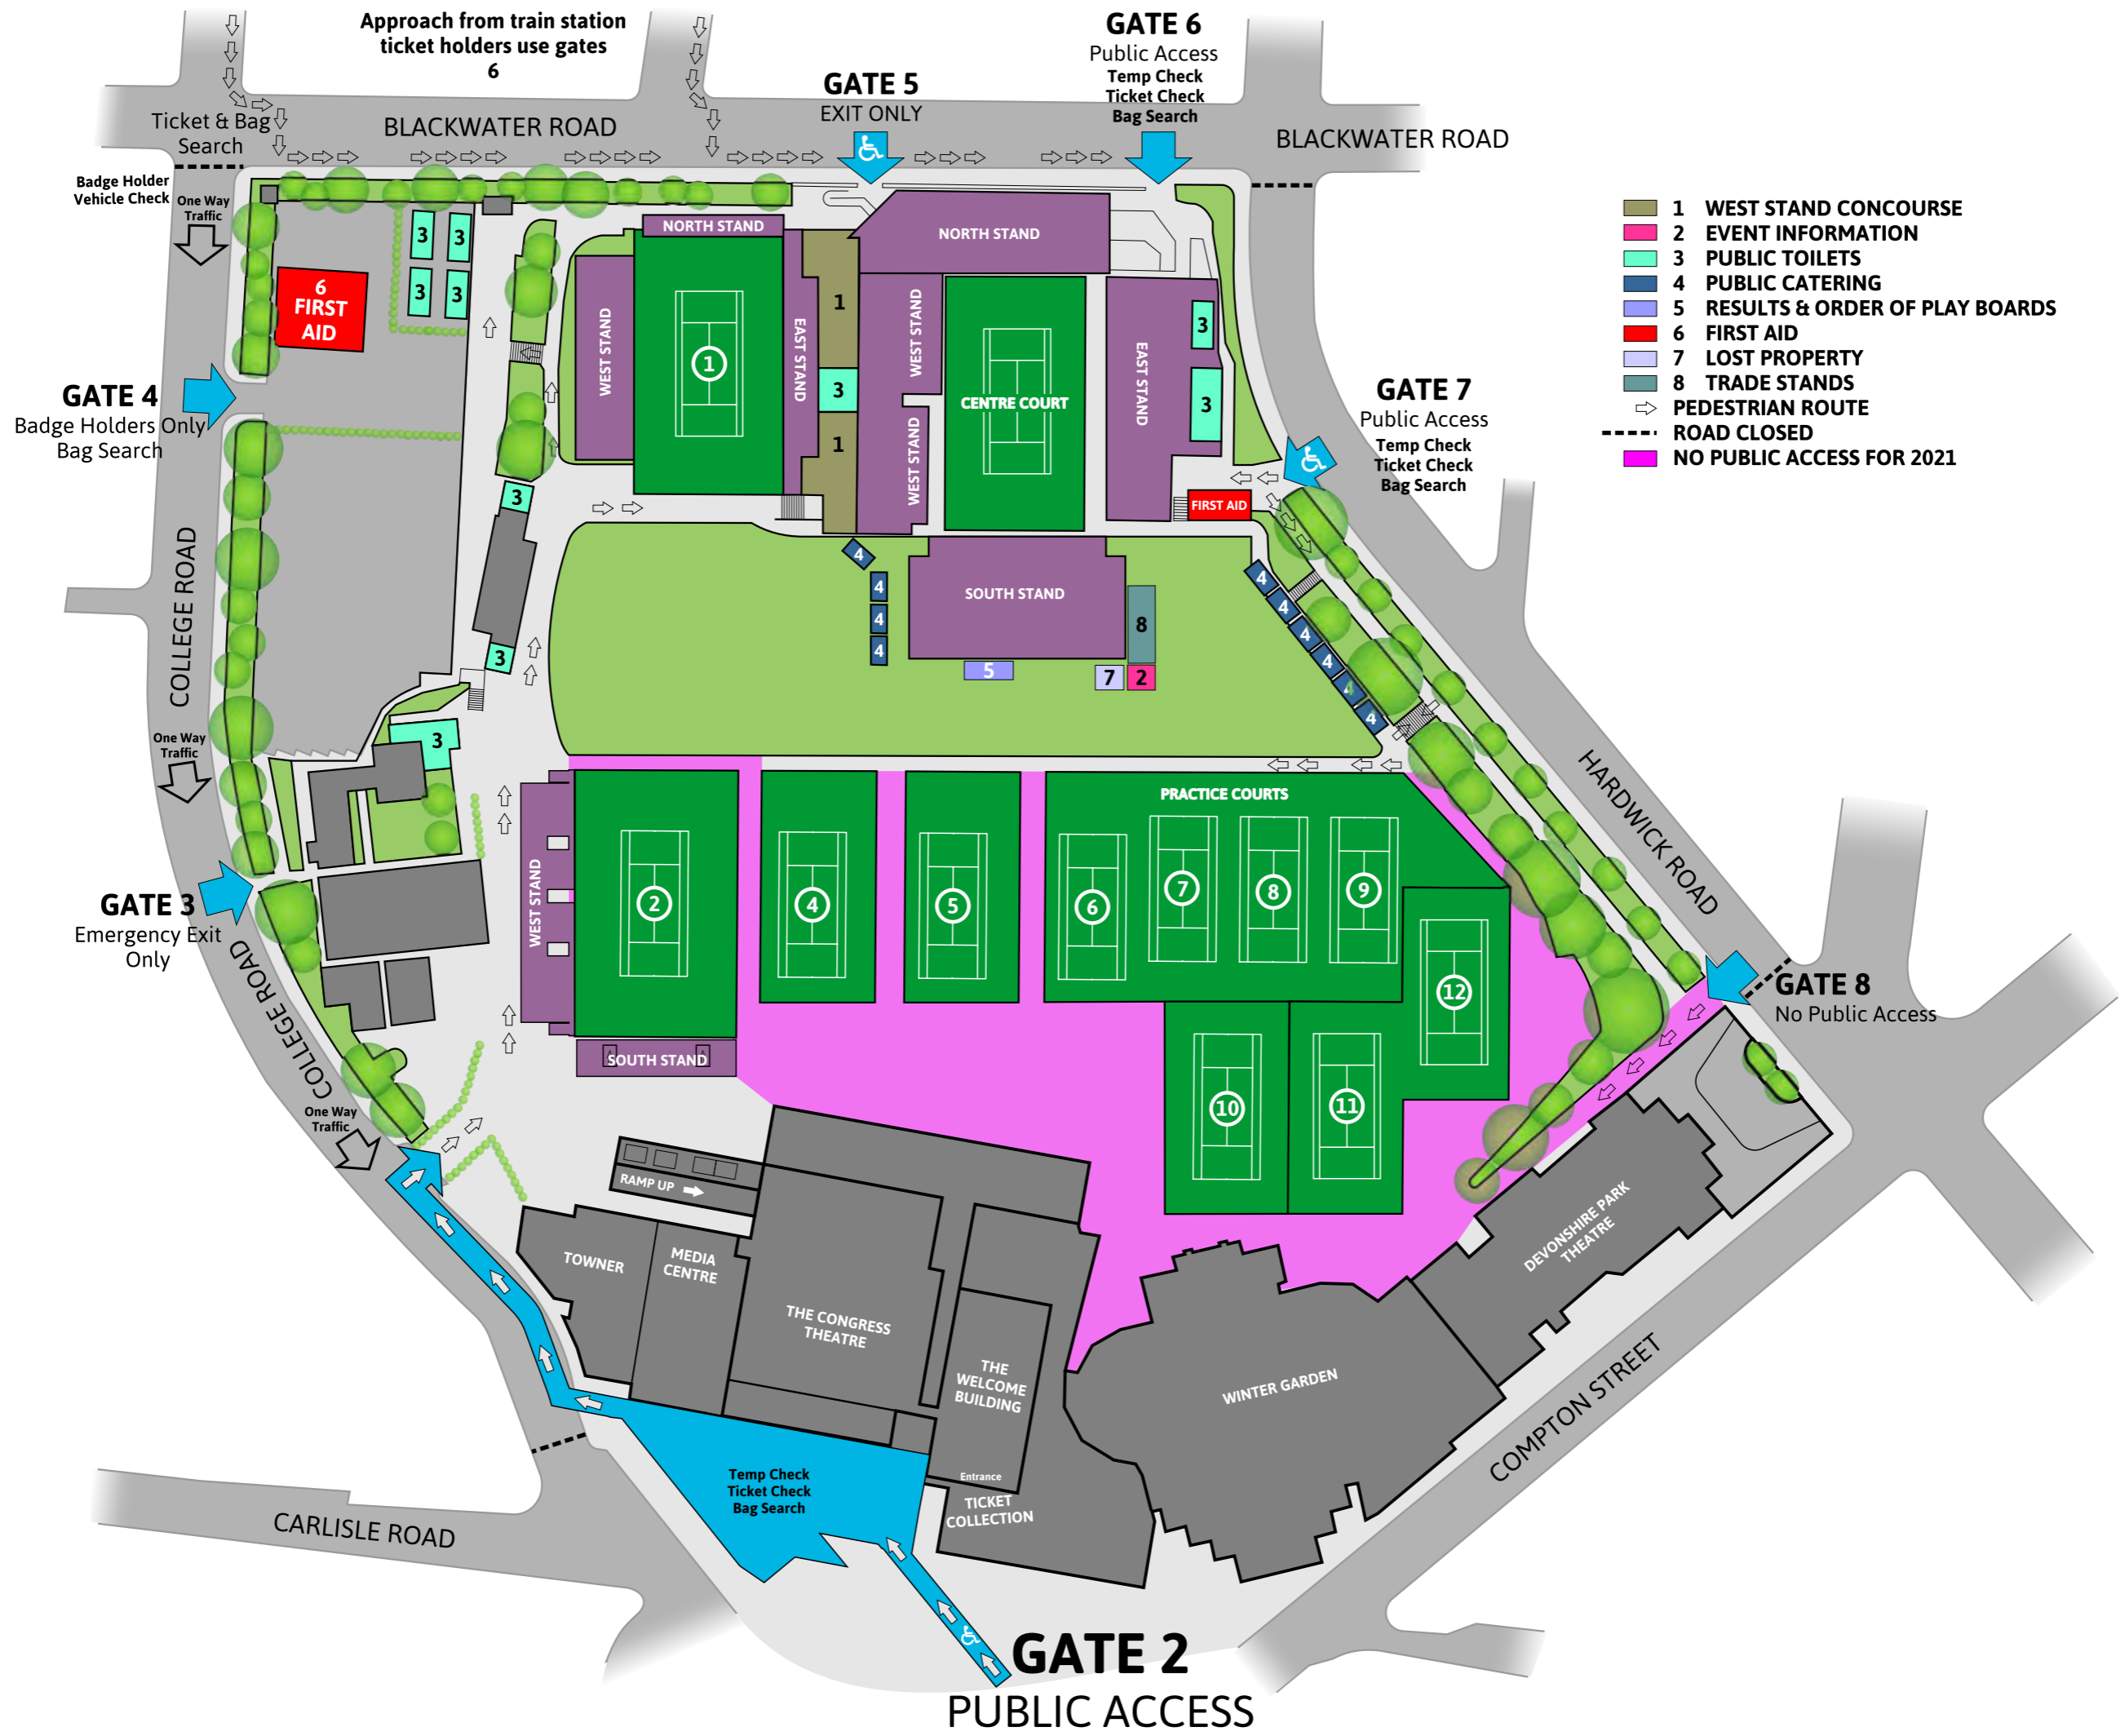 Approach from train station
ticket holders use gates
6
GATE 5
EXIT ONLY
GATE 6
Public Access
Temp Check
Ticket Check
Bag Search
Ticket & Bag
Search
BLACKWATER ROAD
BLACKWATER ROAD
Badge Holder
Vehicle Check
One Way
Traffic
1 WEST STAND CONCOURSE
2 EVENT INFORMATION
3 PUBLIC TOILETS
4 PUBLIC CATERING
5 RESULTS & ORDER OF PLAY BOARDS
6 FIRST AID
7 LOST PROPERTY
8 TRADE STANDS
PEDESTRIAN ROUTE
ROAD CLOSED
NO PUBLIC ACCESS FOR 2021
3
3
3
3
6
FIRST
AID
NORTH STAND
NORTH STAND
WEST STAND
1
EAST STAND
1
3
1
WEST STAND
WEST STAND
CENTRE COURT
EAST STAND
3
3
FIRST AID
GATE 4
Badge Holders Only
Bag Search
GATE 7
Public Access
Temp Check
Ticket Check
Bag Search
COLLEGE ROAD
3
3
4
4
4
4
SOUTH STAND
8
5
7
2
4
4
4
4
4
4
One Way
Traffic
3
HARDWICK ROAD
GATE 3
Emergency Exit
Only
WEST STAND
2
4
5
PRACTICE COURTS
6
7
8
9
12
10
11
SOUTH STAND
GATE 8
No Public Access
COLLEGE ROAD
One Way
Traffic
RAMP UP
TOWNER
MEDIA
CENTRE
THE CONGRESS
THEATRE
THE
WELCOME
BUILDING
Entrance
TICKET
COLLECTION
WINTER GARDEN
DEVONSHIRE PARK
THEATRE
COMPTON STREET
CARLISLE ROAD
Temp Check
Ticket Check
Bag Search
GATE 2
PUBLIC ACCESS